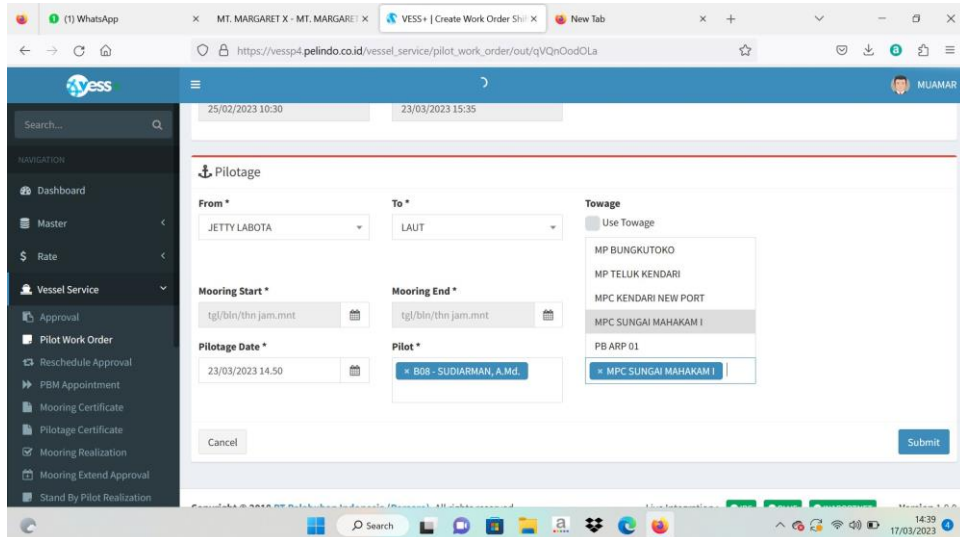 (1) WhatsApp
MT. MARGARET X - MT. MARGARET X
VESS+ | Create Work Order Shi
New Tab
https://vessp4.pelindo.co.id/vessel_service/pilot_work_order/out/qVQnOodOLa
Vess
MUAMAR
Search...
NAVIGATION
Dashboard
Master
$ Rate
Vessel Service
Approval
Pilot Work Order
Reschedule Approval
PBM Appointment
Mooring Certificate
Pilotage Certificate
Mooring Realization
Mooring Extend Approval
Stand By Pilot Realization
25/02/2023 10:30
23/03/2023 15:35
Pilotage
From *
To *
Towage
JETTY LABOTA
LAUT
Use Towage
MP BUNGKUTOKO
MP TELUK KENDARI
MPC KENDARI NEW PORT
MPC SUNGAI MAHAKAM I
PB ARP 01
Mooring Start *
Mooring End *
tgl/bln/thn jam.mnt
tgl/bln/thn jam.mnt
Pilotage Date *
Pilot *
23/03/2023 14.50
× B08 - SUDIARMAN, A.Md.
× MPC SUNGAI MAHAKAM I
Cancel
Submit
Search
14:39
17/03/2023
4